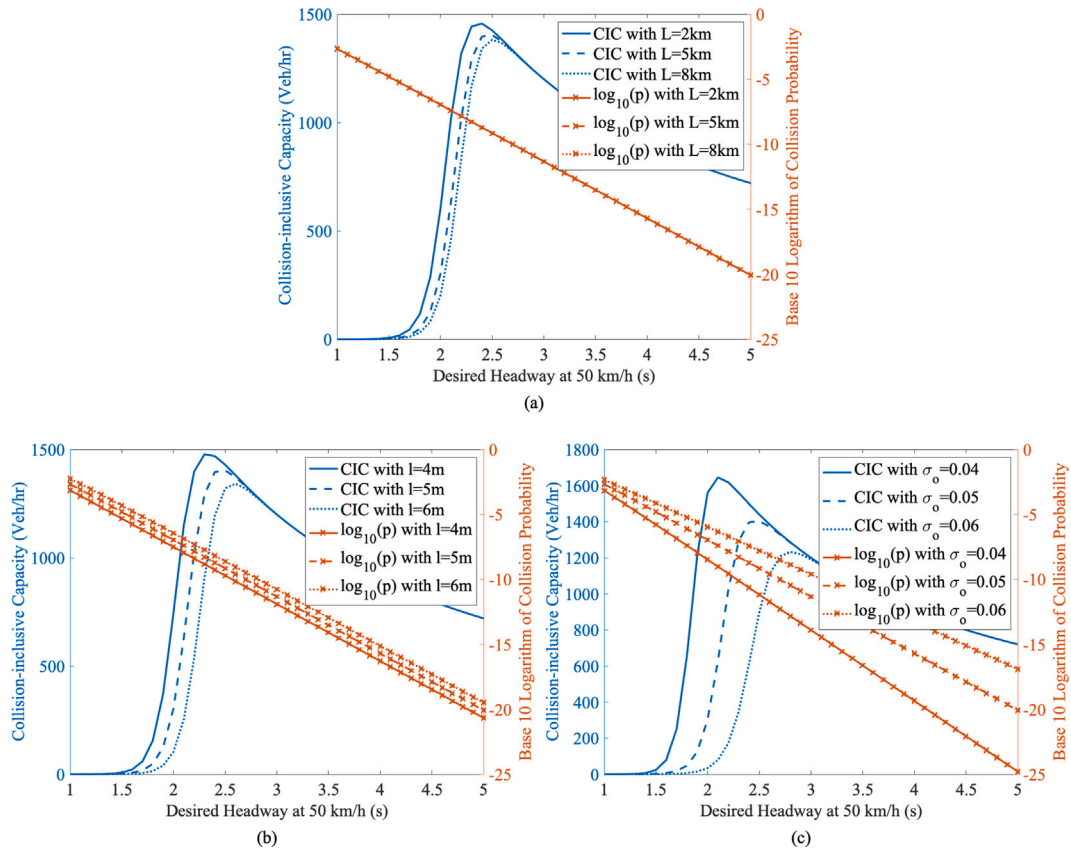 1500
1000
500
0
Collision-inclusive Capacity (Veh/hr)
CIC with L=2km
CIC with L=5km
CIC with L=8km
log10(p) with L=2km
log10(p) with L=5km
log10(p) with L=8km
0
-5
-10
-15
-20
-25
Base 10 Logarithm of Collision Probability
1 1.5 2 2.5 3 3.5 4 4.5 5
Desired Headway at 50 km/h (s)
(a)
1500
1000
500
0
Collision-inclusive Capacity (Veh/hr)
CIC with l=4m
CIC with l=5m
CIC with l=6m
log10(p) with l=4m
log10(p) with l=5m
log10(p) with l=6m
0
-5
-10
-15
-20
-25
Base 10 Logarithm of Collision Probability
1 1.5 2 2.5 3 3.5 4 4.5 5
Desired Headway at 50 km/h (s)
(b)
1800
1600
1400
1200
1000
800
600
400
200
0
Collision-inclusive Capacity (Veh/hr)
CIC with σo=0.04
CIC with σo=0.05
CIC with σo=0.06
log10(p) with σo=0.04
log10(p) with σo=0.05
log10(p) with σo=0.06
0
-5
-10
-15
-20
-25
Base 10 Logarithm of Collision Probability
1 1.5 2 2.5 3 3.5 4 4.5 5
Desired Headway at 50 km/h (s)
(c)